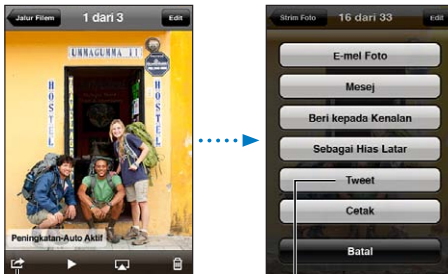 Jalur Filem
1 dari 3
Edit
UMMAGUMMA II
HOSTEL
HOSTEL
Peningkatan-Auto Aktif
Strim Foto
16 dari 33
Edit
E-mel Foto
Mesej
Beri kepada Kenalan
Sebagai Hias Latar
Tweet
Cetak
Batal